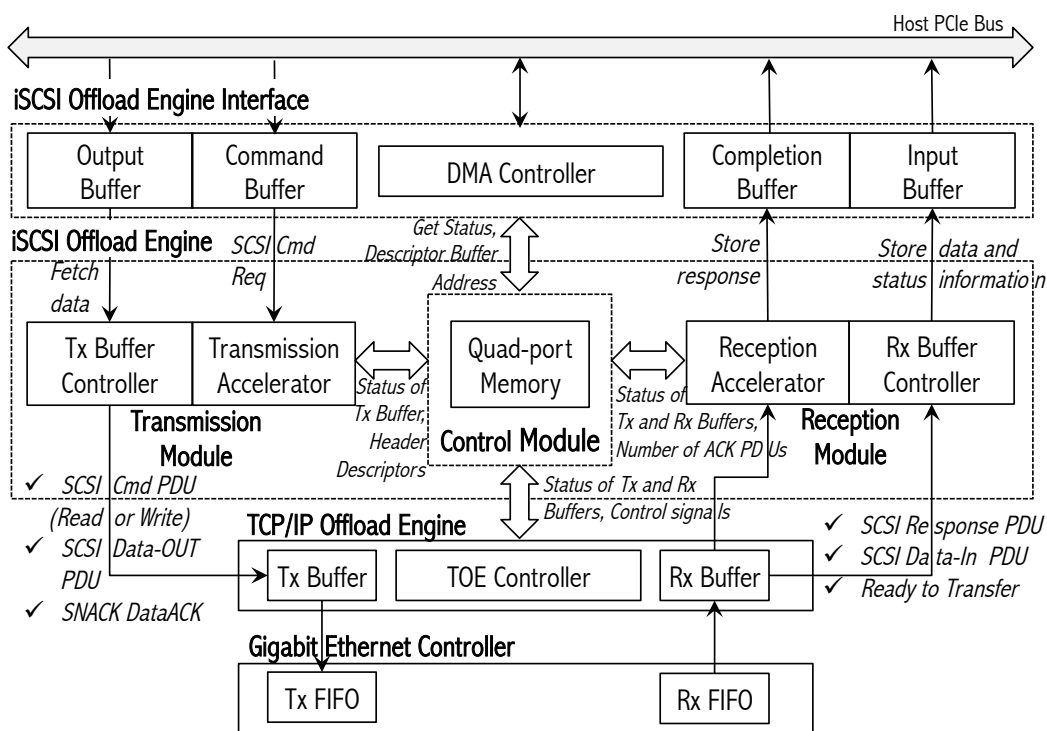 Host PCIe Bus
iSCSI Offload Engine Interface
Output
Buffer
Command
Buffer
DMA Controller
Completion
Buffer
Input
Buffer
iSCSI Offload Engine
Fetch
data
SCSI Cmd
Req
Get Status,
Descriptor Buffer
Address
Store
response
Store data and
status information
Tx Buffer
Controller
Transmission
Accelerator
Quad-port
Memory
Reception
Accelerator
Rx Buffer
Controller
Transmission
Module
Status of
Tx Buffer,
Header
Descriptors
Control Module
Status of
Tx and Rx Buffers,
Number of ACK PDUs
Reception
Module
✓ SCSI Cmd PDU
(Read or Write)
✓ SCSI Data-OUT
PDU
✓ SNACK DataACK
Status of Tx and Rx
Buffers, Control signals
TCP/IP Offload Engine
Tx Buffer
TOE Controller
Rx Buffer
✓ SCSI Response PDU
✓ SCSI Data-In PDU
✓ Ready to Transfer
Gigabit Ethernet Controller
Tx FIFO
Rx FIFO